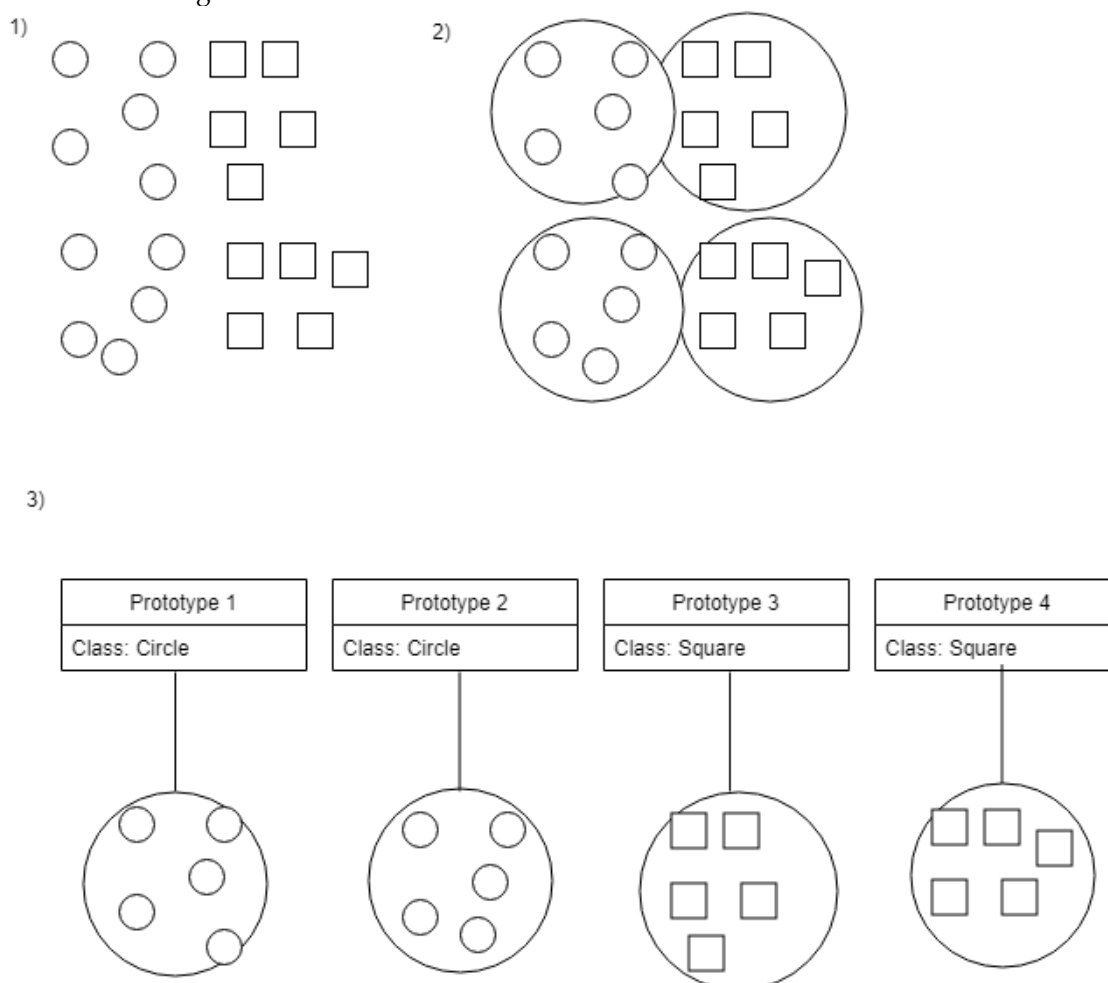 1)
2)
3)
Prototype 1
Class: Circle
Prototype 2
Class: Circle
Prototype 3
Class: Square
Prototype 4
Class: Square